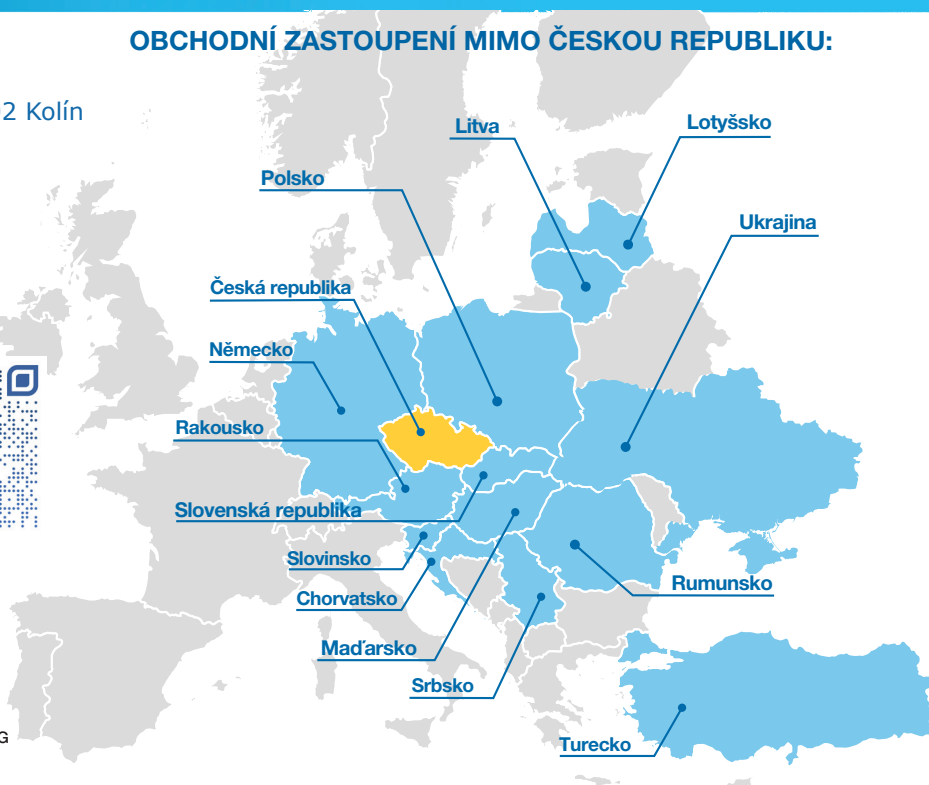 OBCHODNÍ ZASTOUPENÍ MIMO ČESKOU REPUBLIKU:
2 Kolín
Litva
Lotyšsko
Polsko
Ukrajina
Česká republika
Německo
Rakousko
Slovenská republika
Slovinsko
Chorvatsko
Rumunsko
Maďarsko
Srbsko
Turecko
G